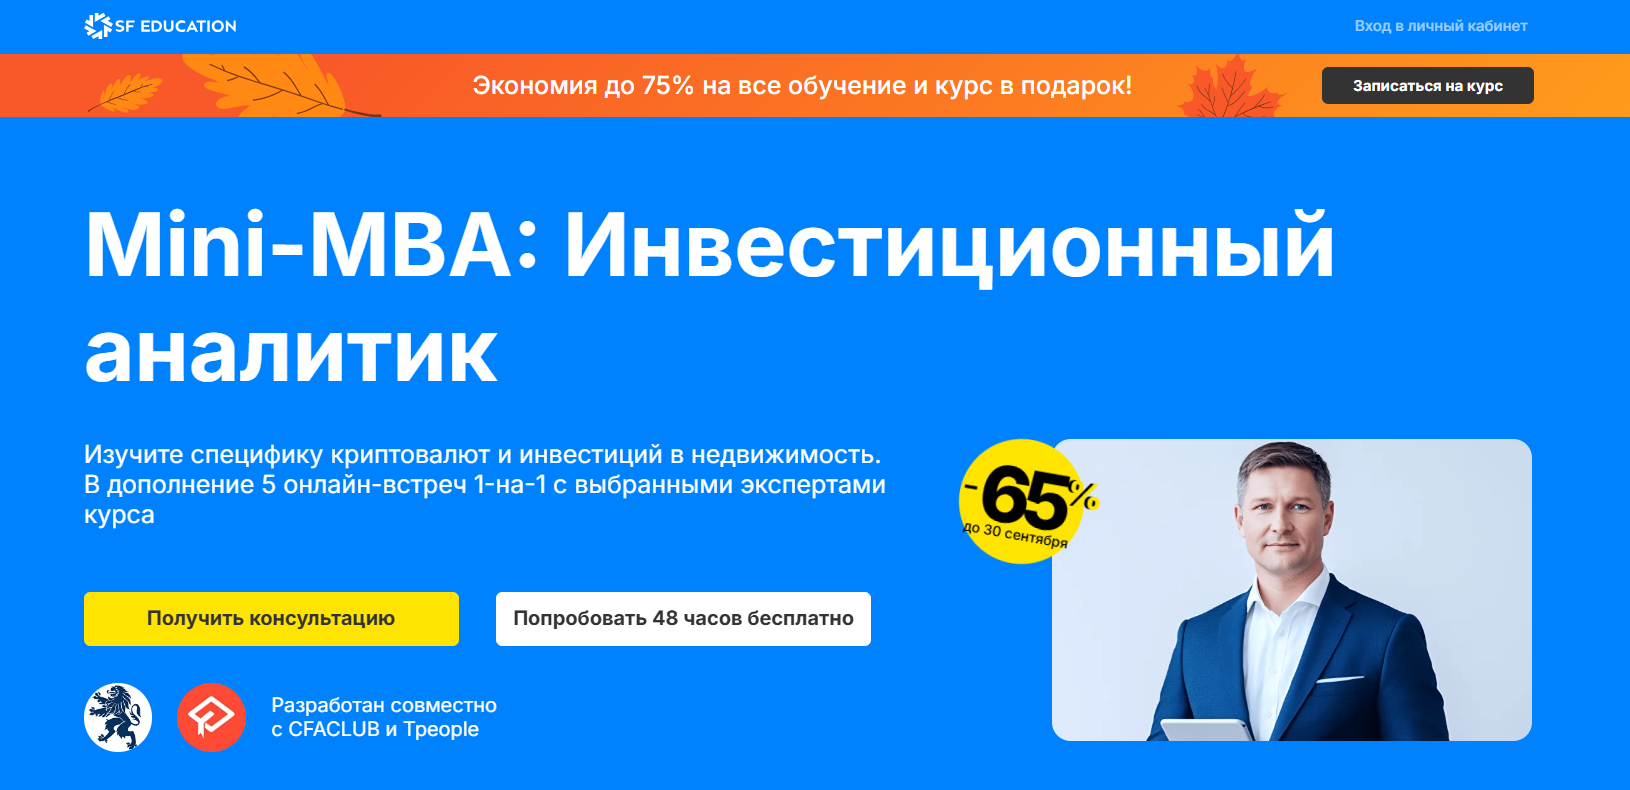 SF EDUCATION
Вход в личный кабинет
Экономия до 75% на все обучение и курс в подарок!
Записаться на курс
Mini-MBA: Инвестиционный
аналитик
Изучите специфику криптовалют и инвестиций в недвижимость.
В дополнение 5 онлайн-встреч 1-на-1 с выбранными экспертами
курса
-65%
до 30 сентября
Получить консультацию
Попробовать 48 часов бесплатно
Разработан совместно
с CFACLUB и Tpeople